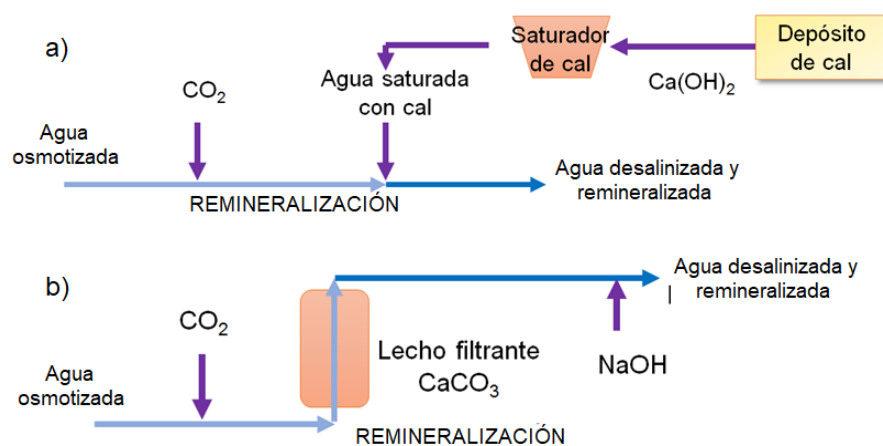 a)
Saturador
de cal
Depósito
de cal
CO2
Agua saturada
con cal
Ca(OH)2
Agua
osmotizada
REMINERALIZACIÓN
Agua desalinizada y
remineralizada
b)
CO2
Lecho filtrante
CaCO3
Agua desalinizada y
remineralizada
NaOH
Agua
osmotizada
REMINERALIZACIÓN